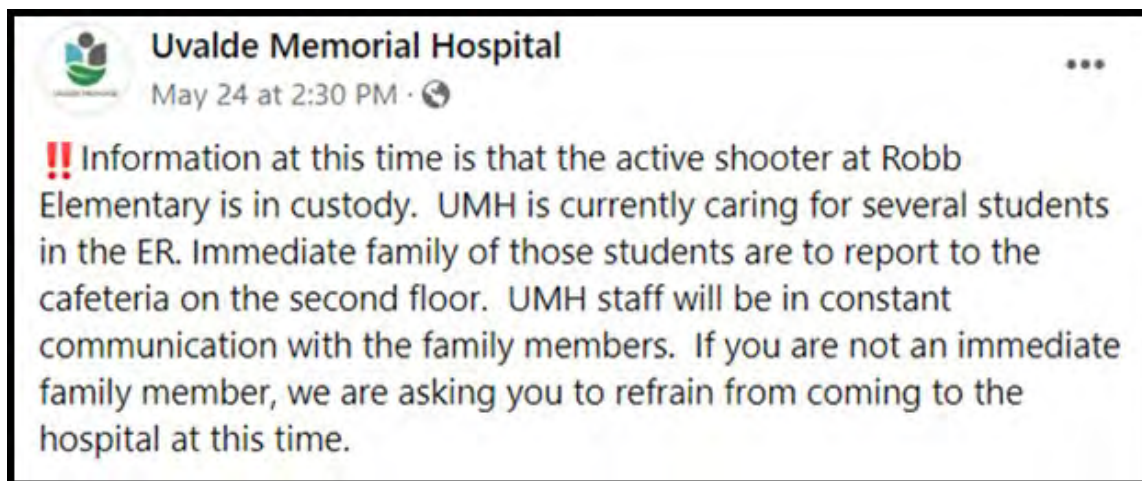 Uvalde Memorial Hospital
May 24 at 2:30 PM ·
‼️Information at this time is that the active shooter at Robb
Elementary is in custody.  UMH is currently caring for several students
in the ER. Immediate family of those students are to report to the
cafeteria on the second floor.  UMH staff will be in constant
communication with the family members.  If you are not an immediate
family member, we are asking you to refrain from coming to the
hospital at this time.